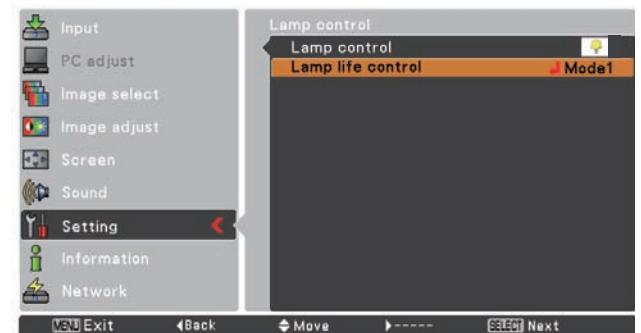 Input
PC adjust
Image select
Image adjust
Screen
Sound
Setting
Information
Network
Lamp control
Lamp control
Lamp life control Mode1
MENU Exit Back Move ----- SELECT Next